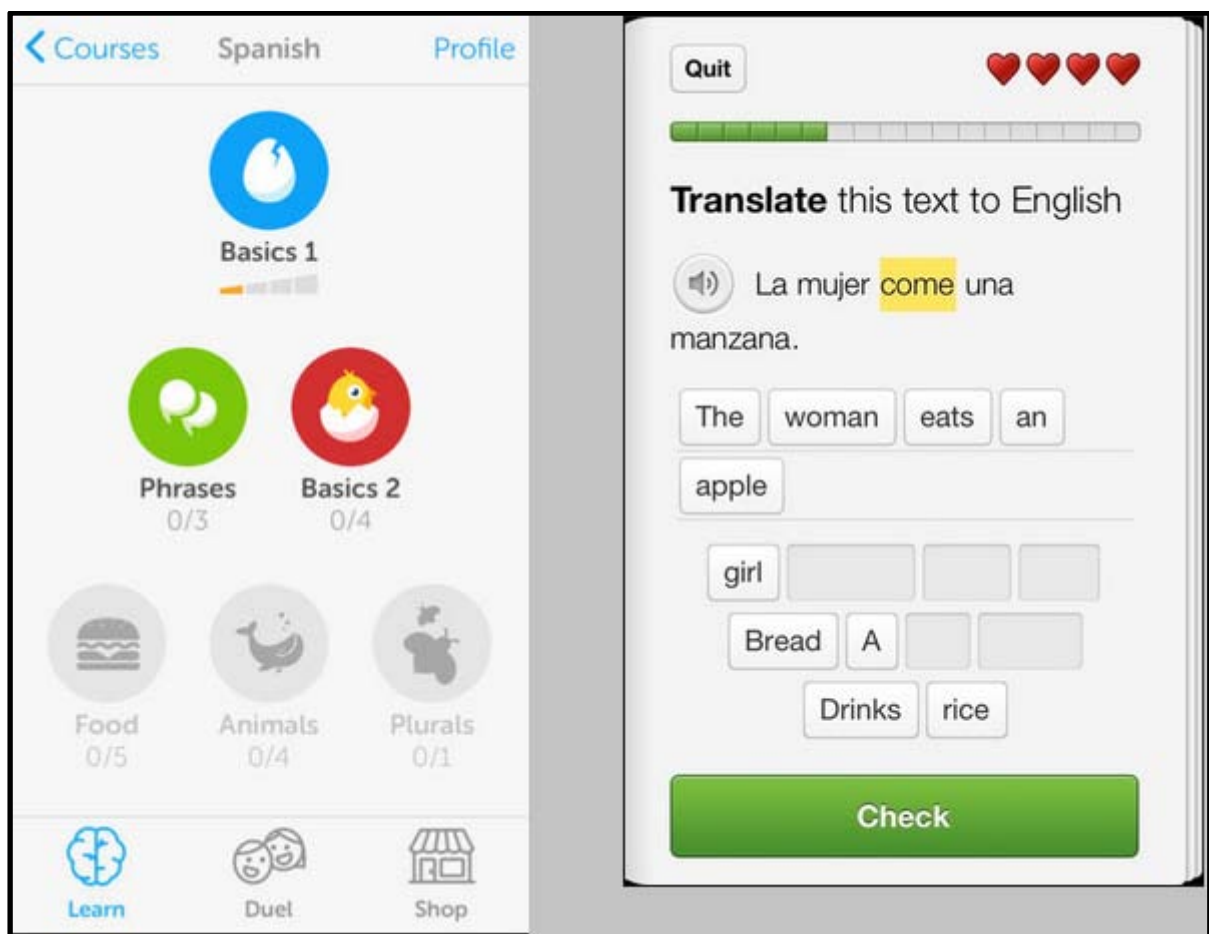 Courses Spanish Profile
Basics 1
Phrases Basics 2
0/3 0/4
Food Animals Plurals
0/5 0/4 0/1
Learn Duel Shop
Quit
Translate this text to English
La mujer come una
manzana.
The woman eats an
apple
girl
Bread A
Drinks rice
Check